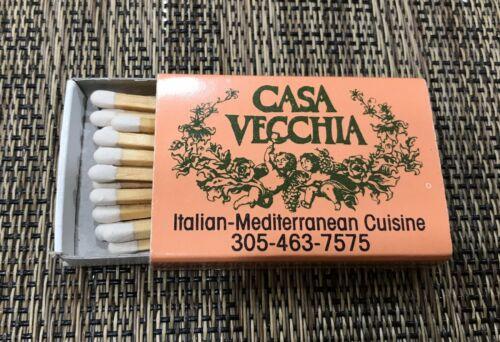 CASA
VECCHIA
Italian-Mediterranean Cuisine
305-463-7575